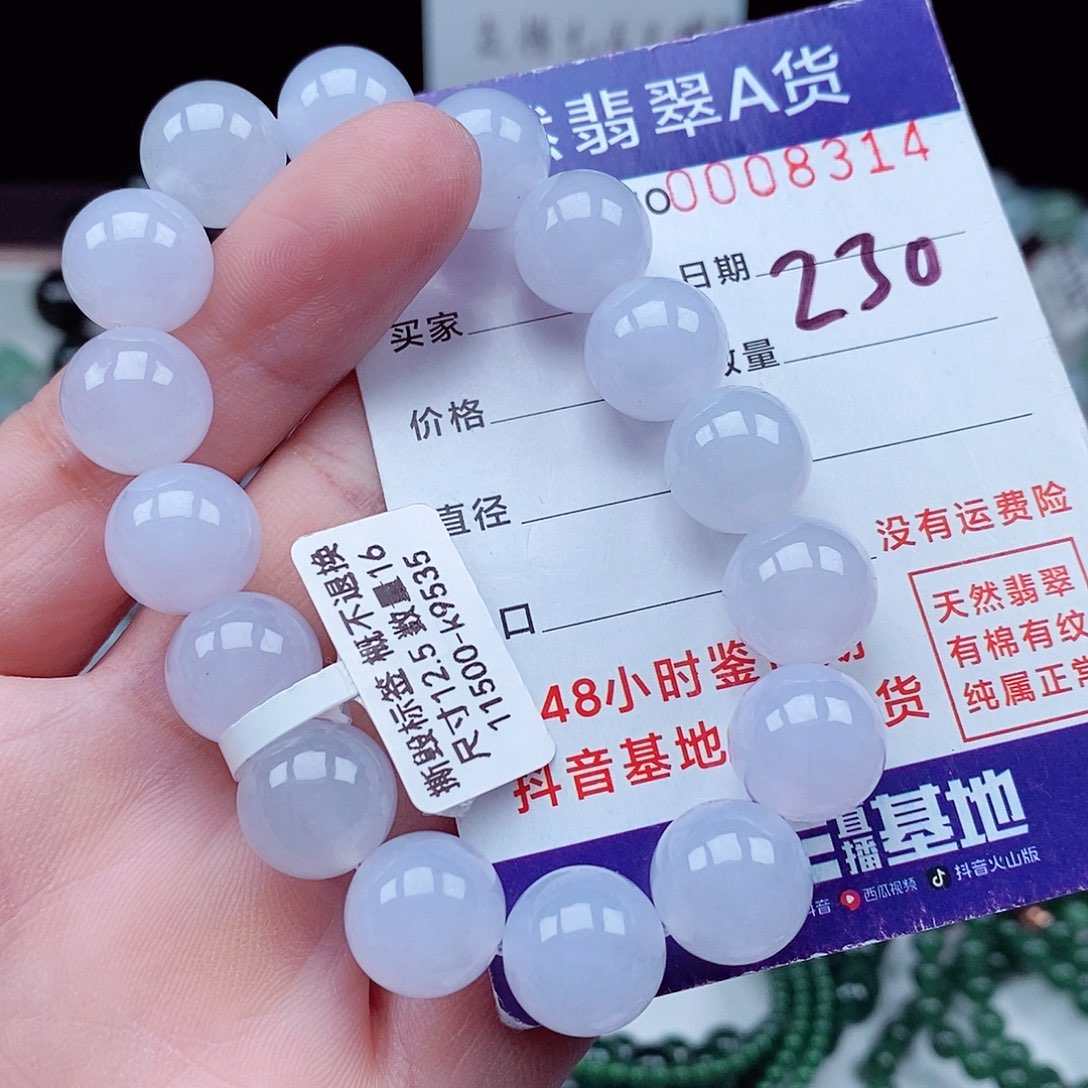 翡翠A货
0008314
日期 230
买家
数量
价格
直径
没有运费险
口
天然翡翠
有棉有纹
纯属正常
48小时鉴
货
抖音基地
直播基地
抖音 西瓜视频 抖音火山版
撕毁标签 概不退换
尺寸12.5 数量16
11500-K9535